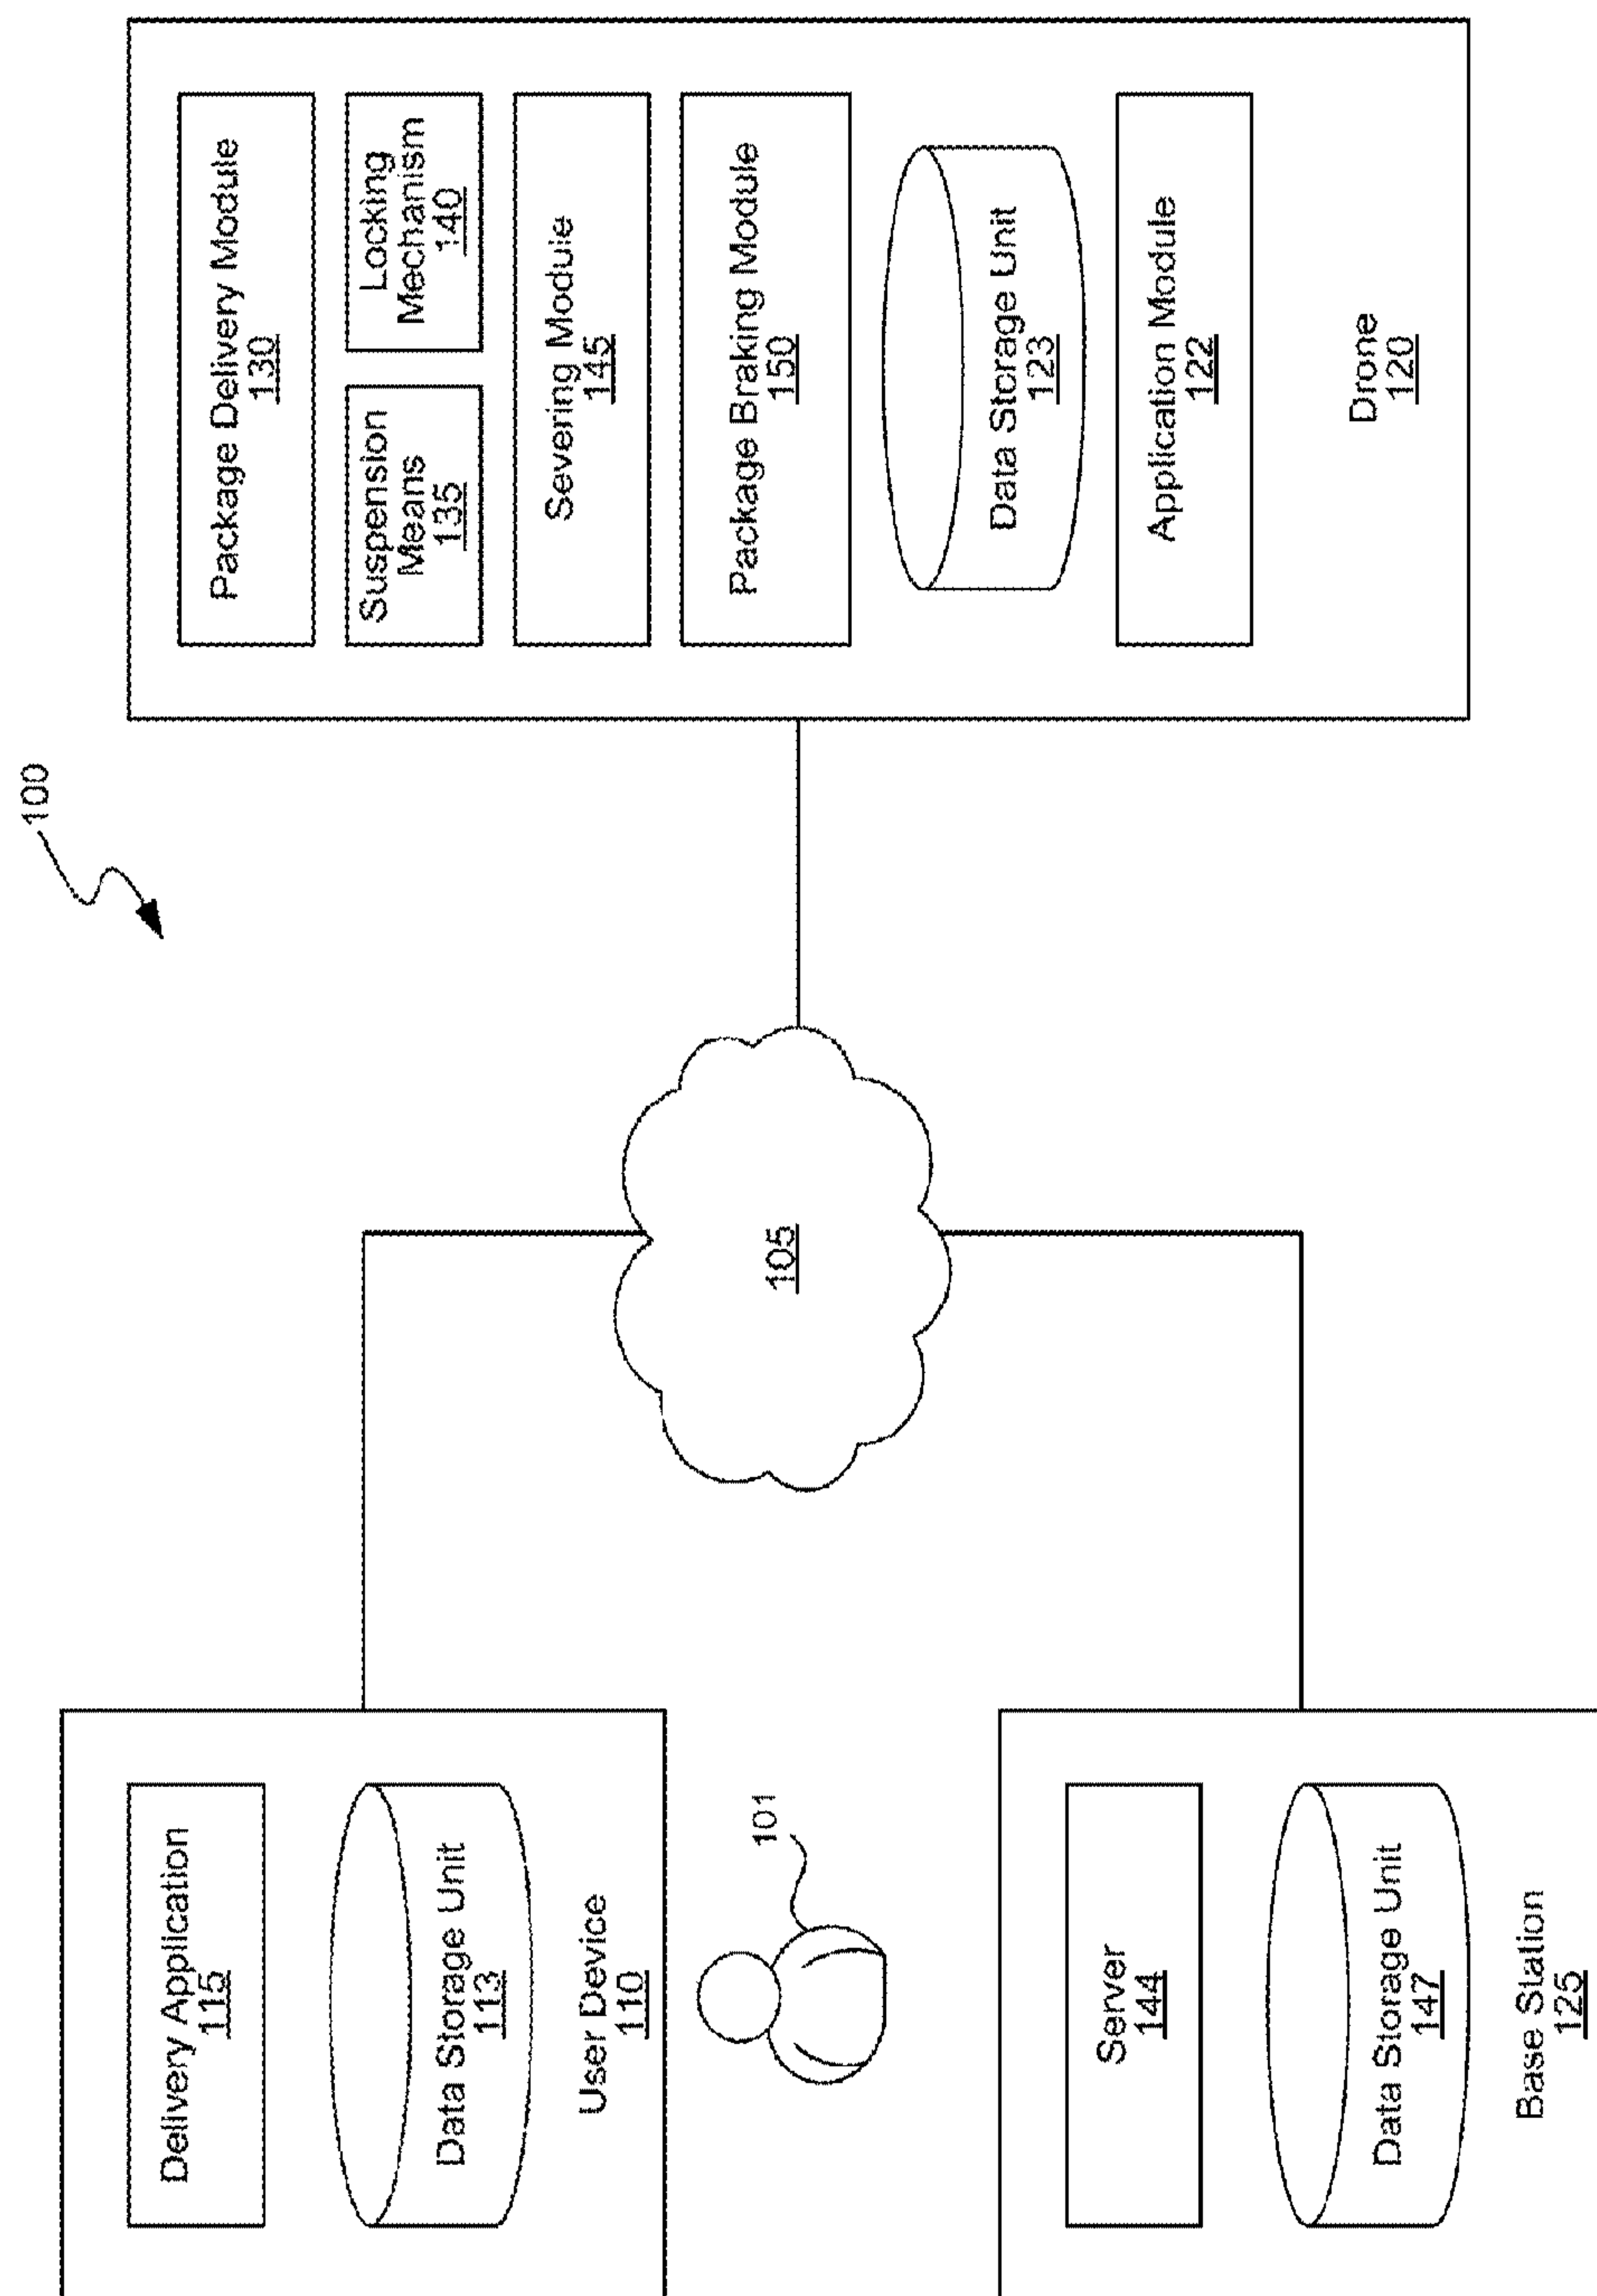 100
Delivery Application
115
Data Storage Unit
113
User Device
110
101
Server
144
Data Storage Unit
147
Base Station
125
105
Package Delivery Module
130
Suspension
Means
135
Locking
Mechanism
140
Severing Module
145
Package Braking Module
150
Data Storage Unit
123
Application Module
122
Drone
120